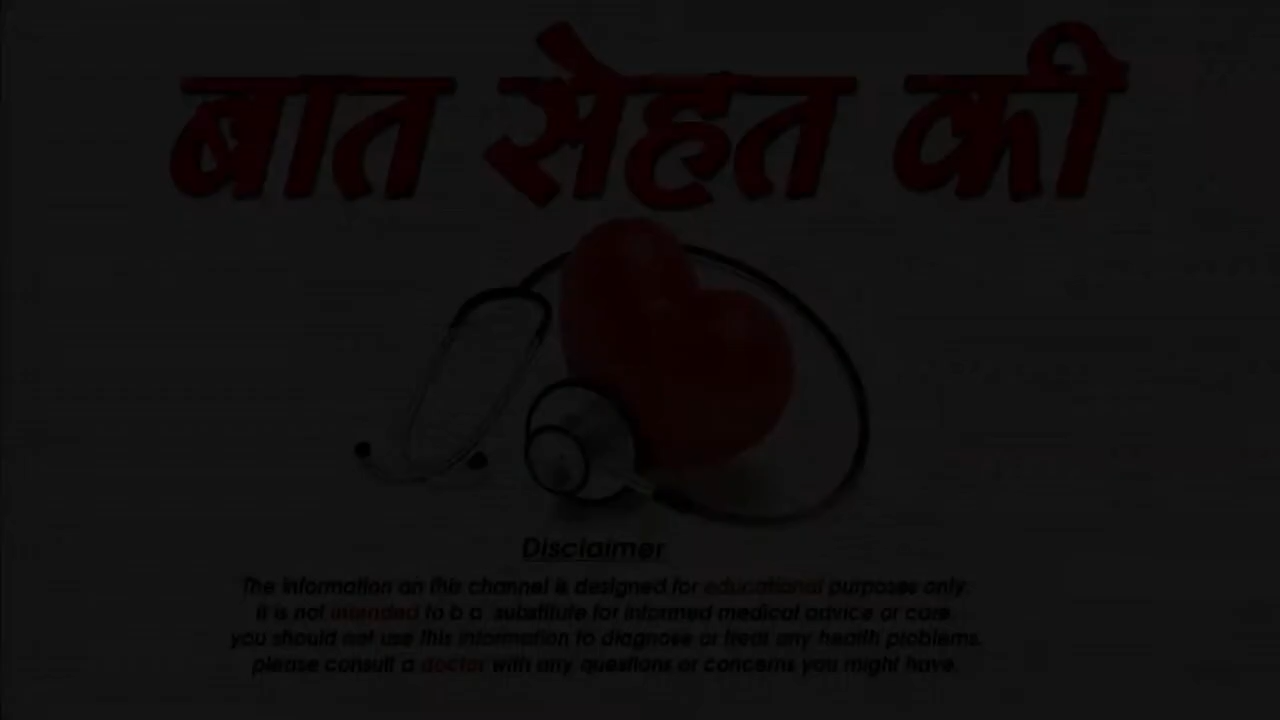 बात सेहत की
Disclaimer
The information on this channel is designed for educational purposes only.
it is not intended to b a substitute for informed medical advice or care.
you should not use this information to diagnose or treat any health problems.
please consult a doctor with any questions or concerns you might have.